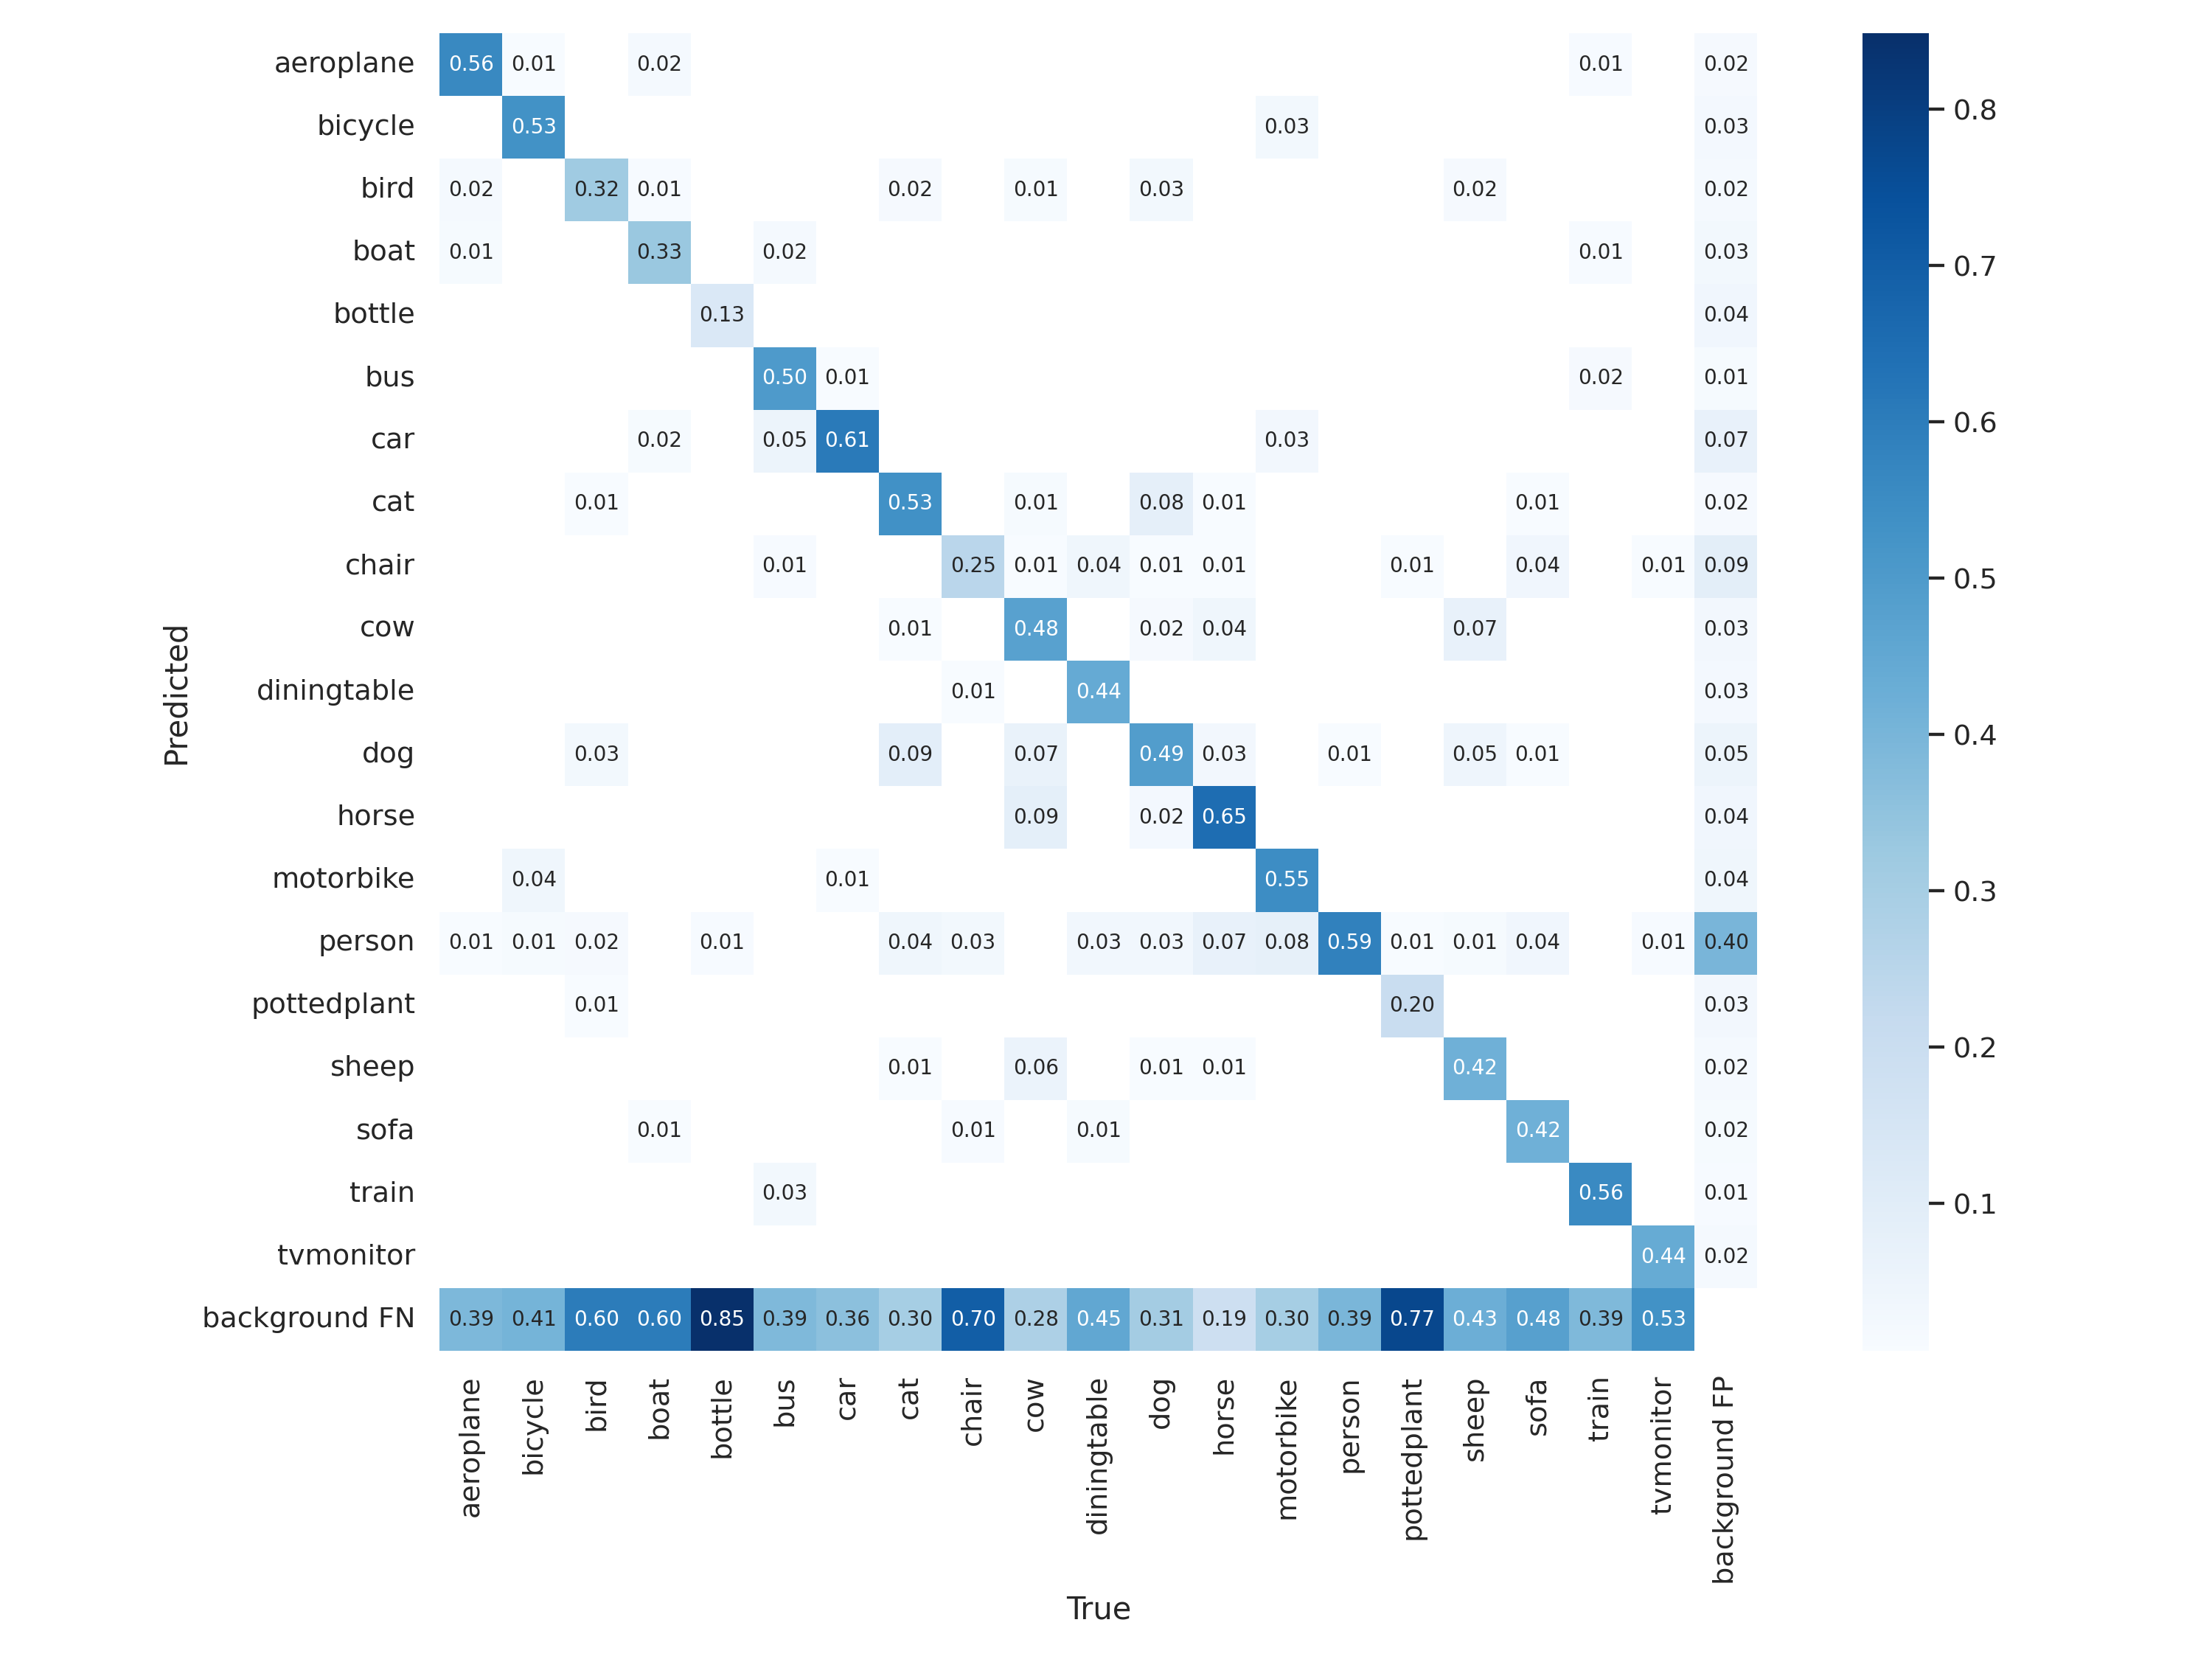 aeroplane 0.56 0.01 0.02 0.01 0.02
bicycle 0.53 0.03 0.03
bird 0.02 0.32 0.01 0.02 0.01 0.03 0.02 0.02
boat 0.01 0.33 0.02 0.01 0.03
bottle 0.13 0.04
bus 0.50 0.01 0.02 0.01
car 0.02 0.05 0.61 0.03 0.07
cat 0.01 0.53 0.01 0.08 0.01 0.01 0.02
chair 0.01 0.25 0.01 0.04 0.01 0.01 0.01 0.04 0.01 0.09
cow 0.01 0.48 0.02 0.04 0.07 0.03
diningtable 0.01 0.44 0.03
dog 0.03 0.09 0.07 0.49 0.03 0.01 0.05 0.01 0.05
horse 0.09 0.02 0.65 0.04
motorbike 0.04 0.01 0.55 0.04
person 0.01 0.01 0.02 0.01 0.04 0.03 0.03 0.03 0.07 0.08 0.59 0.01 0.01 0.04 0.01 0.40
pottedplant 0.01 0.20 0.03
sheep 0.01 0.06 0.01 0.01 0.42 0.02
sofa 0.01 0.01 0.01 0.42 0.02
train 0.03 0.56 0.01
tvmonitor 0.44 0.02
background FN 0.39 0.41 0.60 0.60 0.85 0.39 0.36 0.30 0.70 0.28 0.45 0.31 0.19 0.30 0.39 0.77 0.43 0.48 0.39 0.53
Predicted
aeroplane
bicycle
bird
boat
bottle
bus
car
cat
chair
cow
diningtable
dog
horse
motorbike
person
pottedplant
sheep
sofa
train
tvmonitor
background FP
True
0.8
0.7
0.6
0.5
0.4
0.3
0.2
0.1